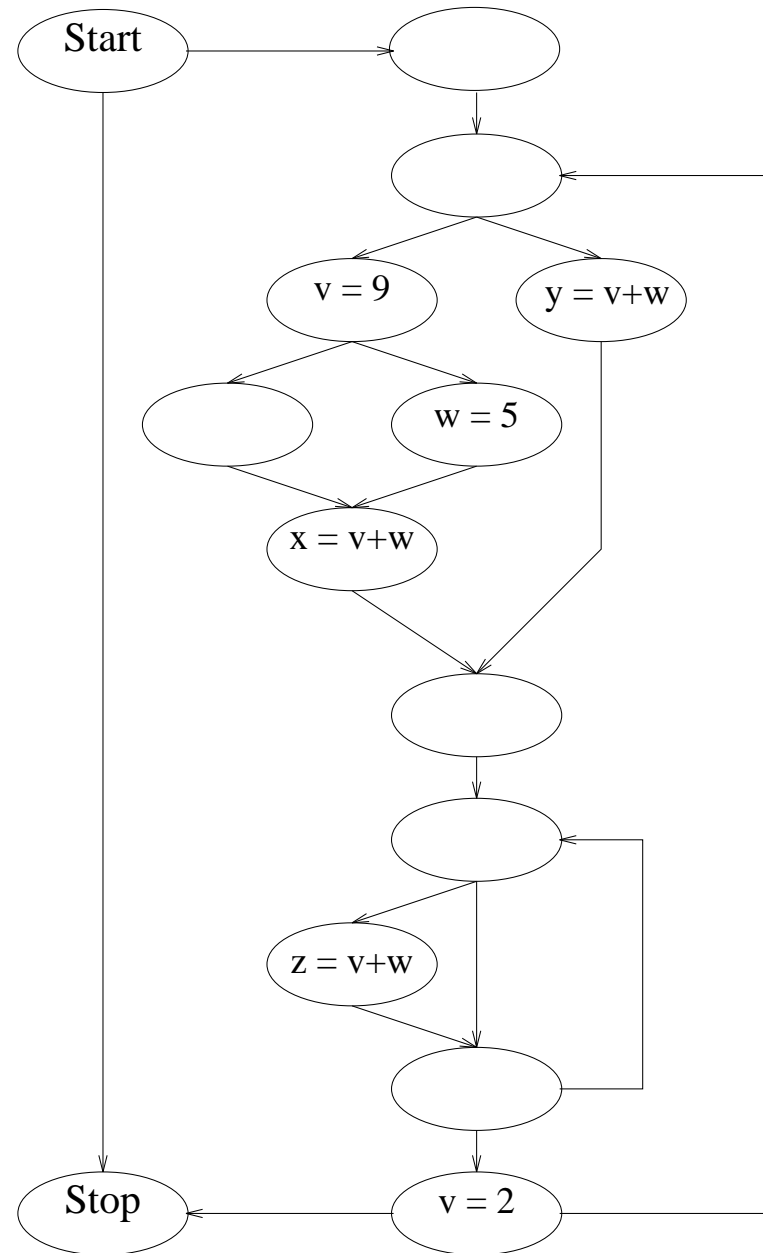 Start
v = 9
y = v+w
w = 5
x = v+w
z = v+w
Stop
v = 2